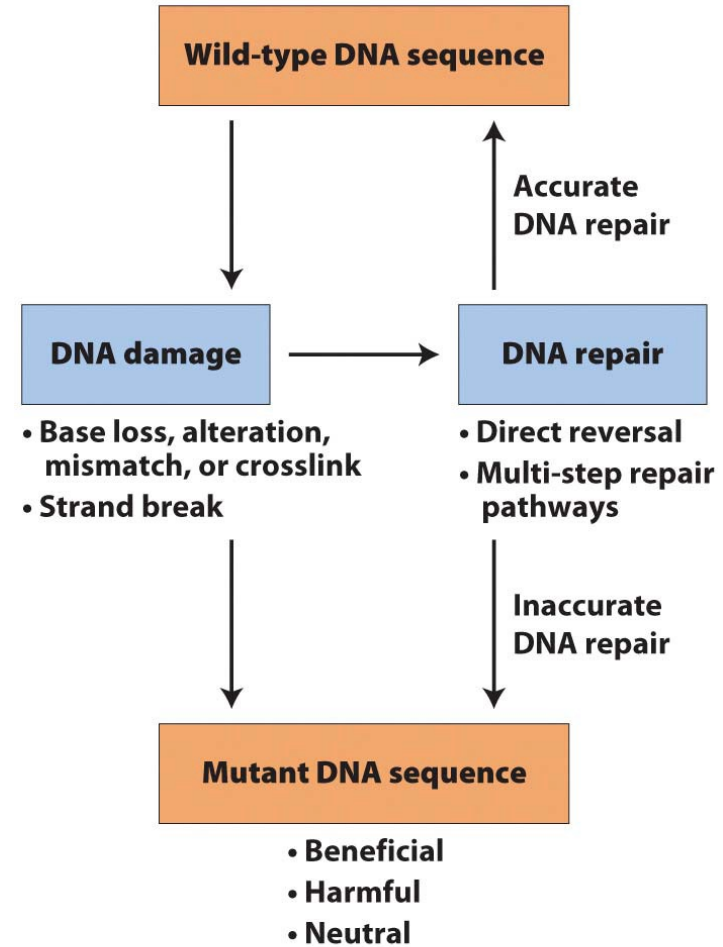 Wild-type DNA sequence
Accurate
DNA repair
DNA damage
DNA repair
• Base loss, alteration,
mismatch, or crosslink
• Strand break
• Direct reversal
• Multi-step repair
pathways
Inaccurate
DNA repair
Mutant DNA sequence
• Beneficial
• Harmful
• Neutral